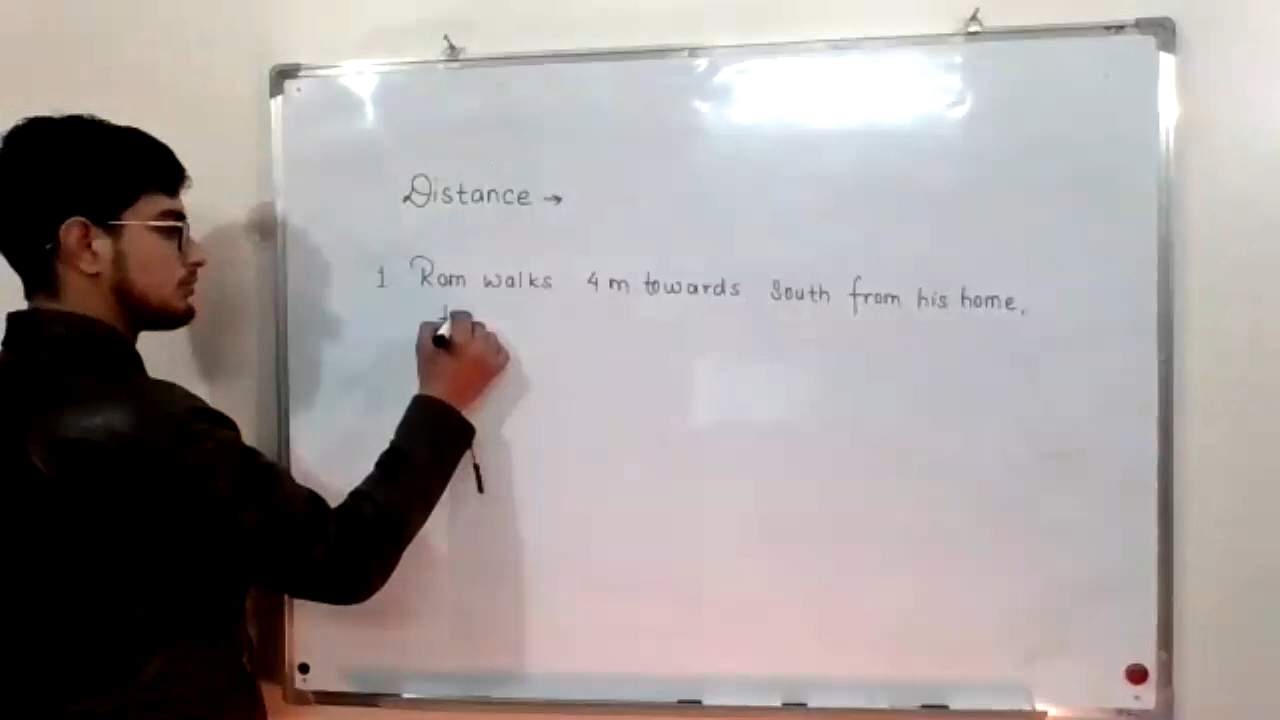 Distance →
1 Ram walks 4 m towards South from his home.